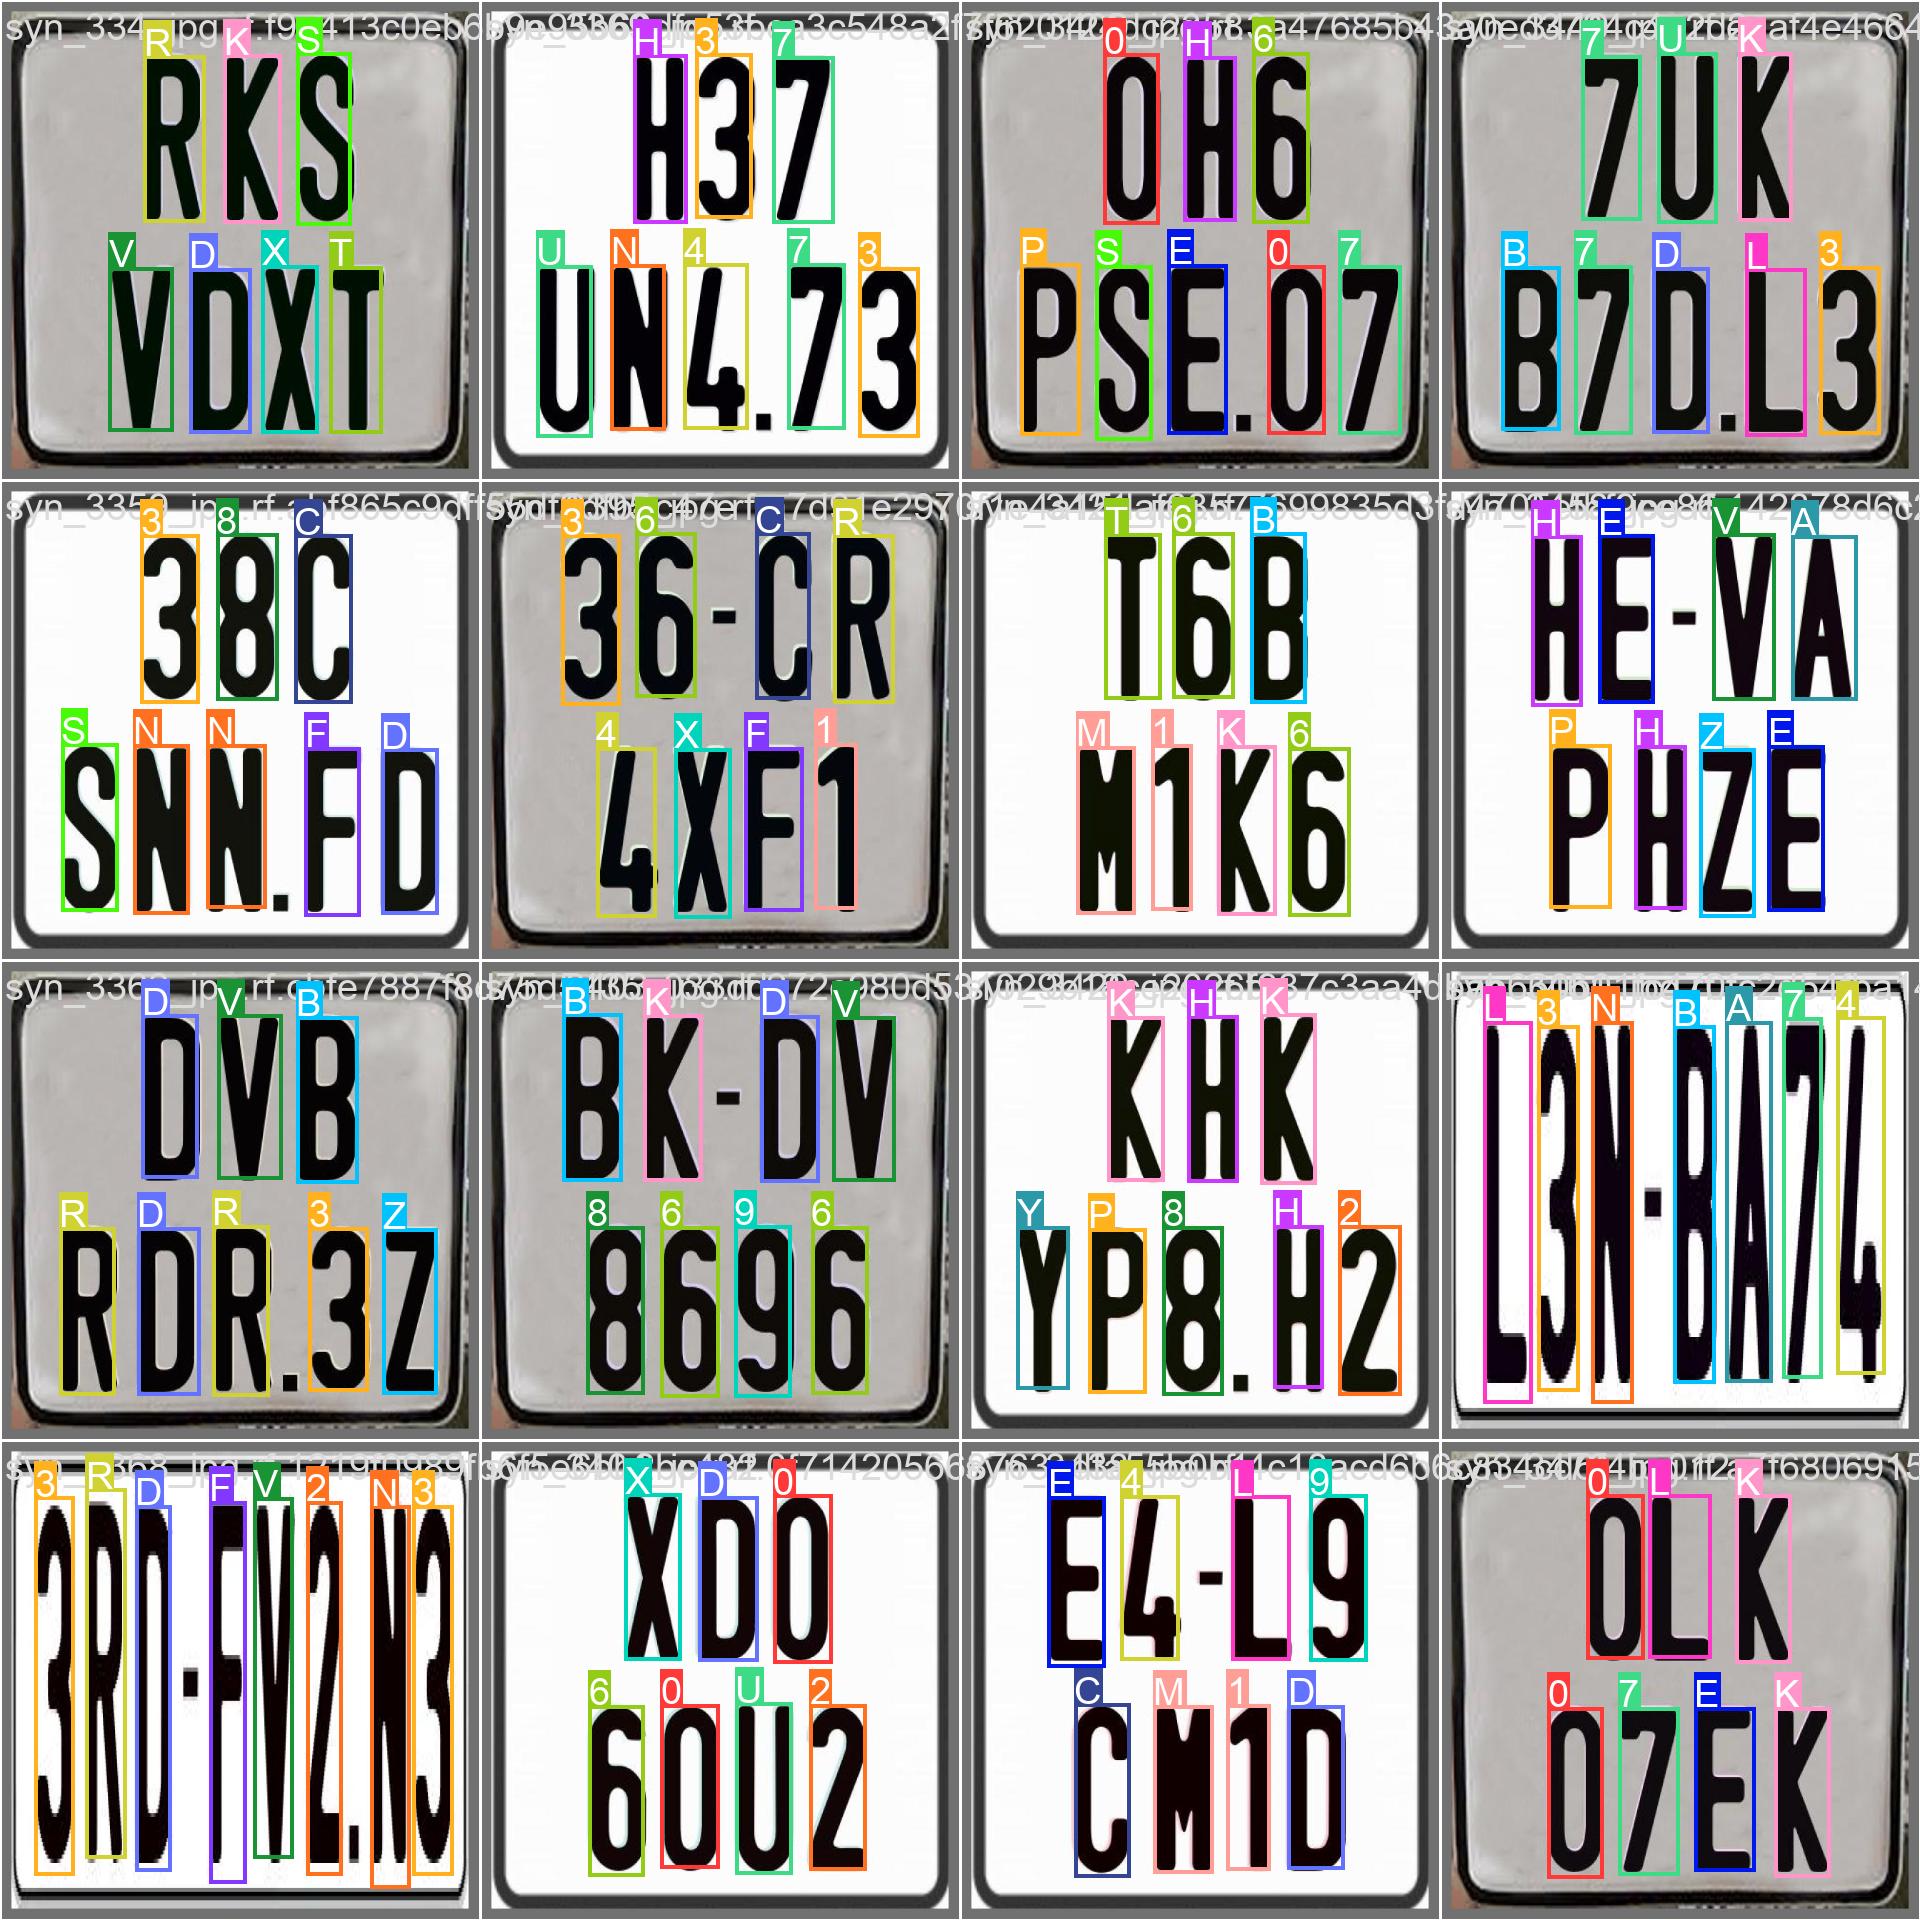 RKS
VDXT
H37
UN4.73
0H6
PSE.07
7UK
B7D.L3
38C
SNN.FD
36-CR
4XF1
T6B
M1K6
HE-VA
PHZE
DVB
RDR.3Z
BK-DV
8696
KHK
YP8.H2
L3N-BA74
3RD-FV2.N3
XD0
60U2
E4-L9
CM1D
0LK
07EK